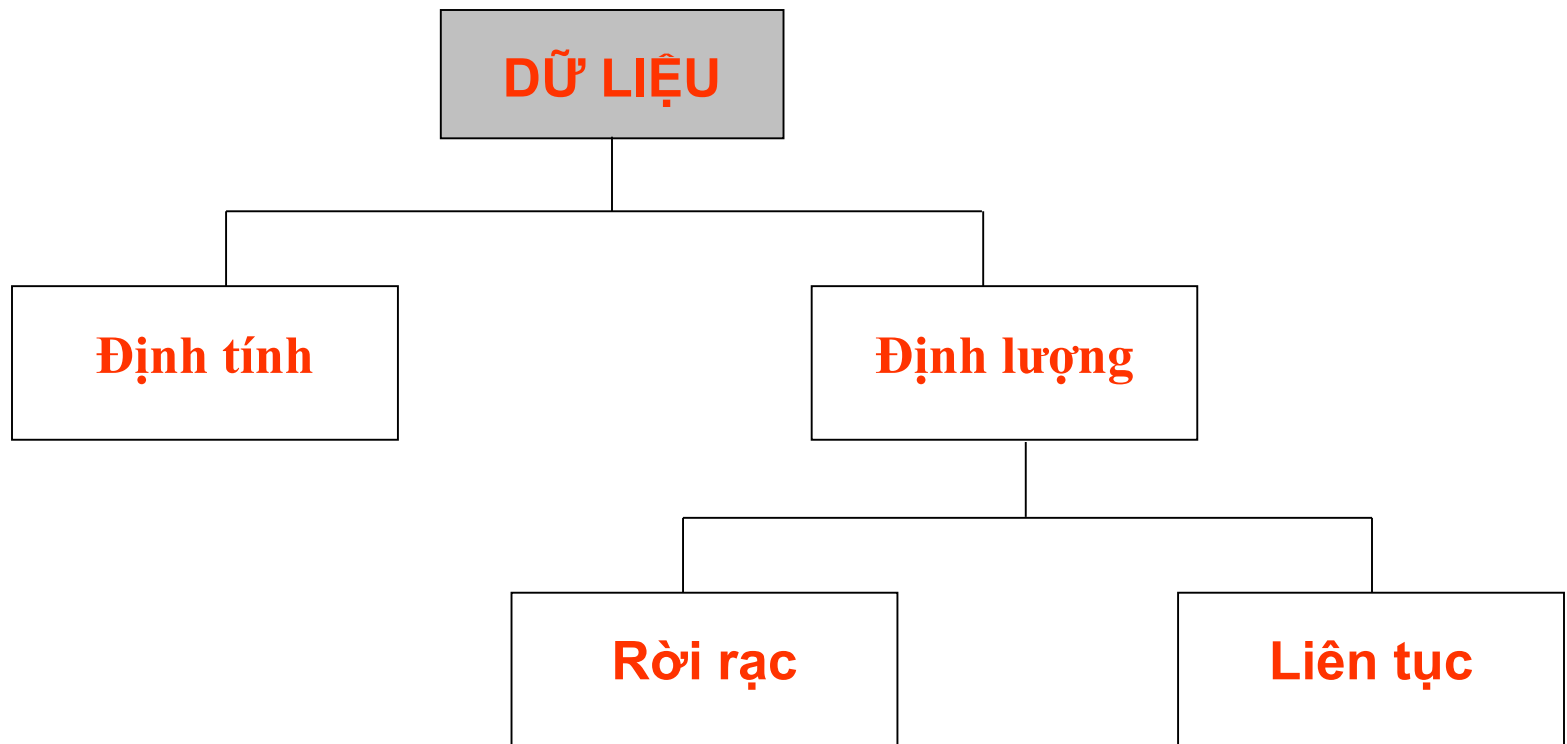 DỮ LIỆU
Định tính
Định lượng
Rời rạc
Liên tục